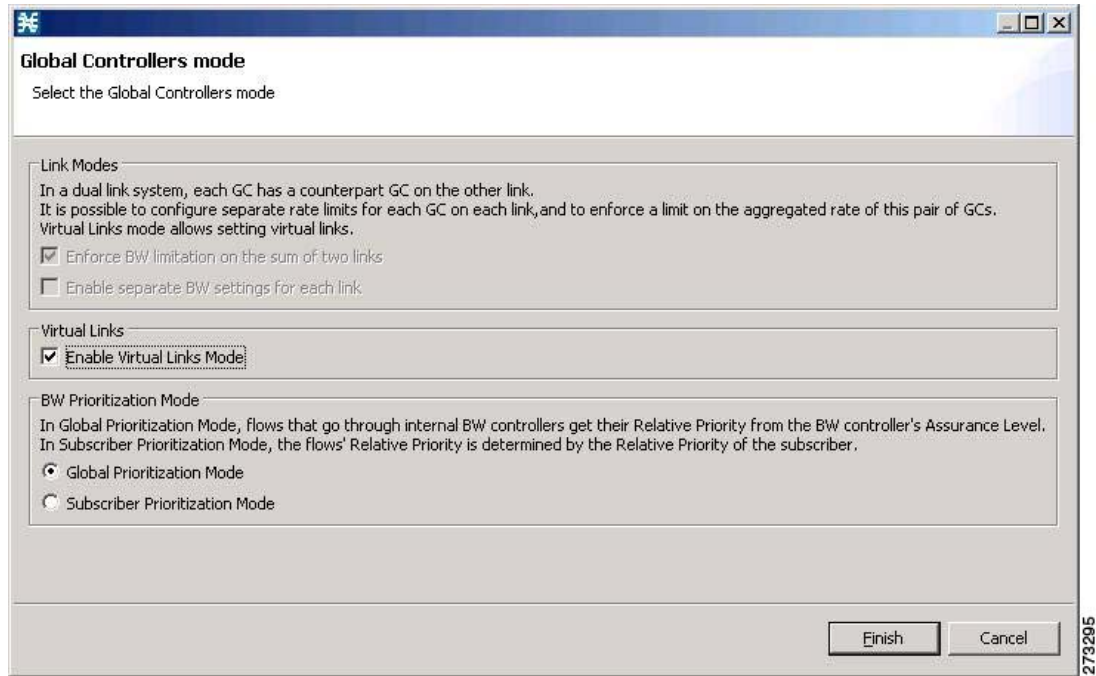 Global Controllers mode
Select the Global Controllers mode
Link Modes
In a dual link system, each GC has a counterpart GC on the other link.
It is possible to configure separate rate limits for each GC on each link,and to enforce a limit on the aggregated rate of this pair of GCs.
Virtual Links mode allows setting virtual links.
Enforce BW limitation on the sum of two links
Enable separate BW settings for each link
Virtual Links
Enable Virtual Links Mode
BW Prioritization Mode
In Global Prioritization Mode, flows that go through internal BW controllers get their Relative Priority from the BW controller's Assurance Level.
In Subscriber Prioritization Mode, the flows' Relative Priority is determined by the Relative Priority of the subscriber.
Global Prioritization Mode
Subscriber Prioritization Mode
Finish
Cancel
273295